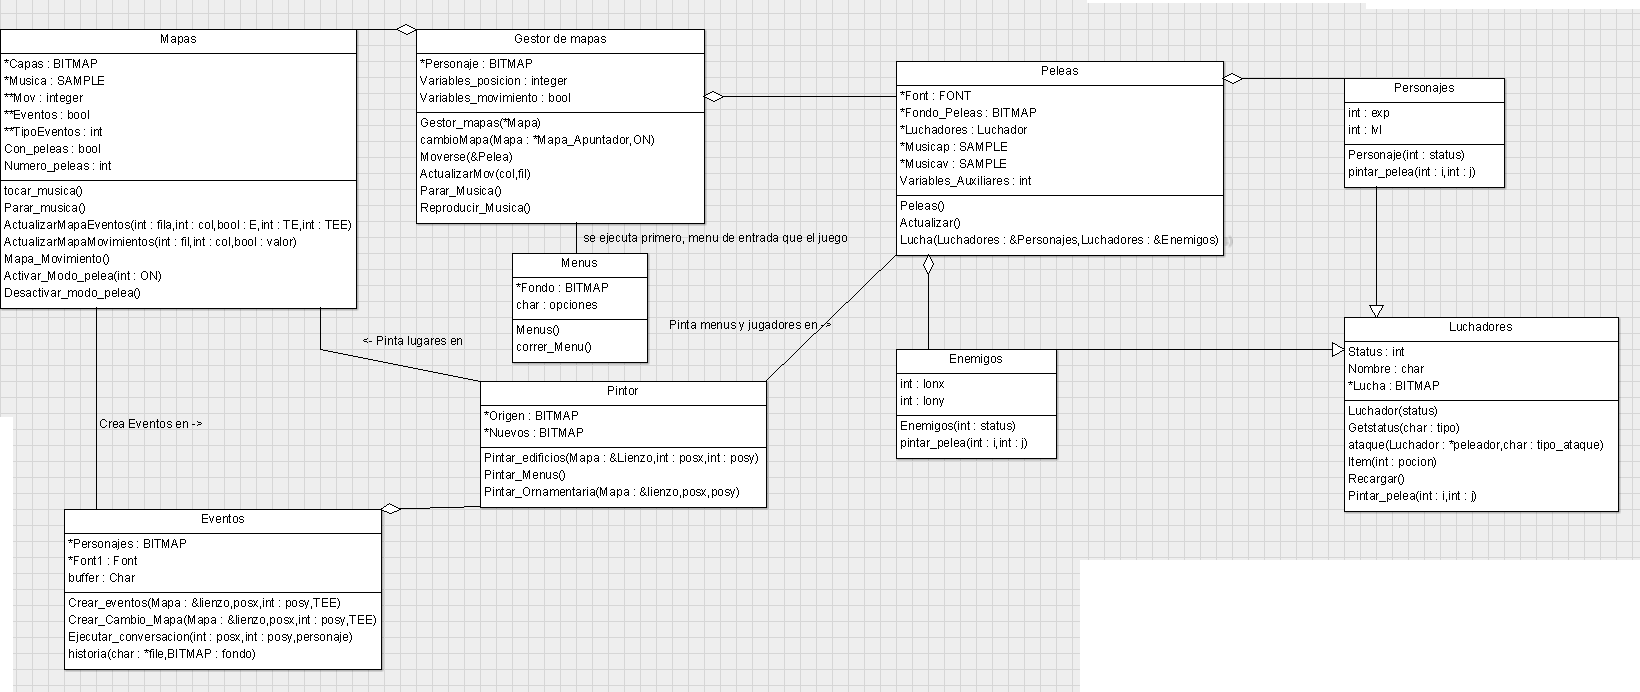 Mapas
*Capas : BITMAP
*Musica : SAMPLE
**Mov : integer
**Eventos : bool
**TipoEventos : int
Con_peleas : bool
Numero_peleas : int
tocar_musica()
Parar_musica()
ActualizarMapaEventos(int : fila,int : col,bool : E,int : TE,int : TEE)
ActualizarMapaMovimientos(int : fil,int : col,bool : valor)
Mapa_Movimiento()
Activar_Modo_pelea(int : ON)
Desactivar_modo_pelea()
Gestor de mapas
*Personaje : BITMAP
Variables_posicion : integer
Variables_movimiento : bool
Gestor_mapas(*Mapa)
cambioMapa(Mapa : *Mapa_Apuntador,ON)
Moverse(&Pelea)
ActualizarMov(col,fil)
Parar_Musica()
Reproducir_Musica()
se ejecuta primero, menu de entrada que el juego
Menus
*Fondo : BITMAP
char : opciones
Menus()
correr_Menu()
Peleas
*Font : FONT
*Fondo_Peleas : BITMAP
*Luchadores : Luchador
*Musicap : SAMPLE
*Musicav : SAMPLE
Variables_Auxiliares : int
Peleas()
Actualizar()
Lucha(Luchadores : &Personajes,Luchadores : &Enemigos)
Personajes
int : exp
int : lvl
Personaje(int : status)
pintar_pelea(int : i,int : j)
Pinta menus y jugadores en ->
<- Pinta lugares en
Crea Eventos en ->
Pintor
*Origen : BITMAP
*Nuevos : BITMAP
Pintar_edificios(Mapa : &Lienzo,int : posx,int : posy)
Pintar_Menus()
Pintar_Ornamentaria(Mapa : &lienzo,posx,posy)
Enemigos
int : lonx
int : lony
Enemigos(int : status)
pintar_pelea(int : i,int : j)
Luchadores
Status : int
Nombre : char
*Lucha : BITMAP
Luchador(status)
Getstatus(char : tipo)
ataque(Luchador : *peleador,char : tipo_ataque)
Item(int : pocion)
Recargar()
Pintar_pelea(int : i,int : j)
Eventos
*Personajes : BITMAP
*Font1 : Font
buffer : Char
Crear_eventos(Mapa : &lienzo,posx,int : posy,TEE)
Crear_Cambio_Mapa(Mapa : &lienzo,posx,int : posy,TEE)
Ejecutar_conversacion(int : posx,int : posy,personaje)
historia(char : *file,BITMAP : fondo)